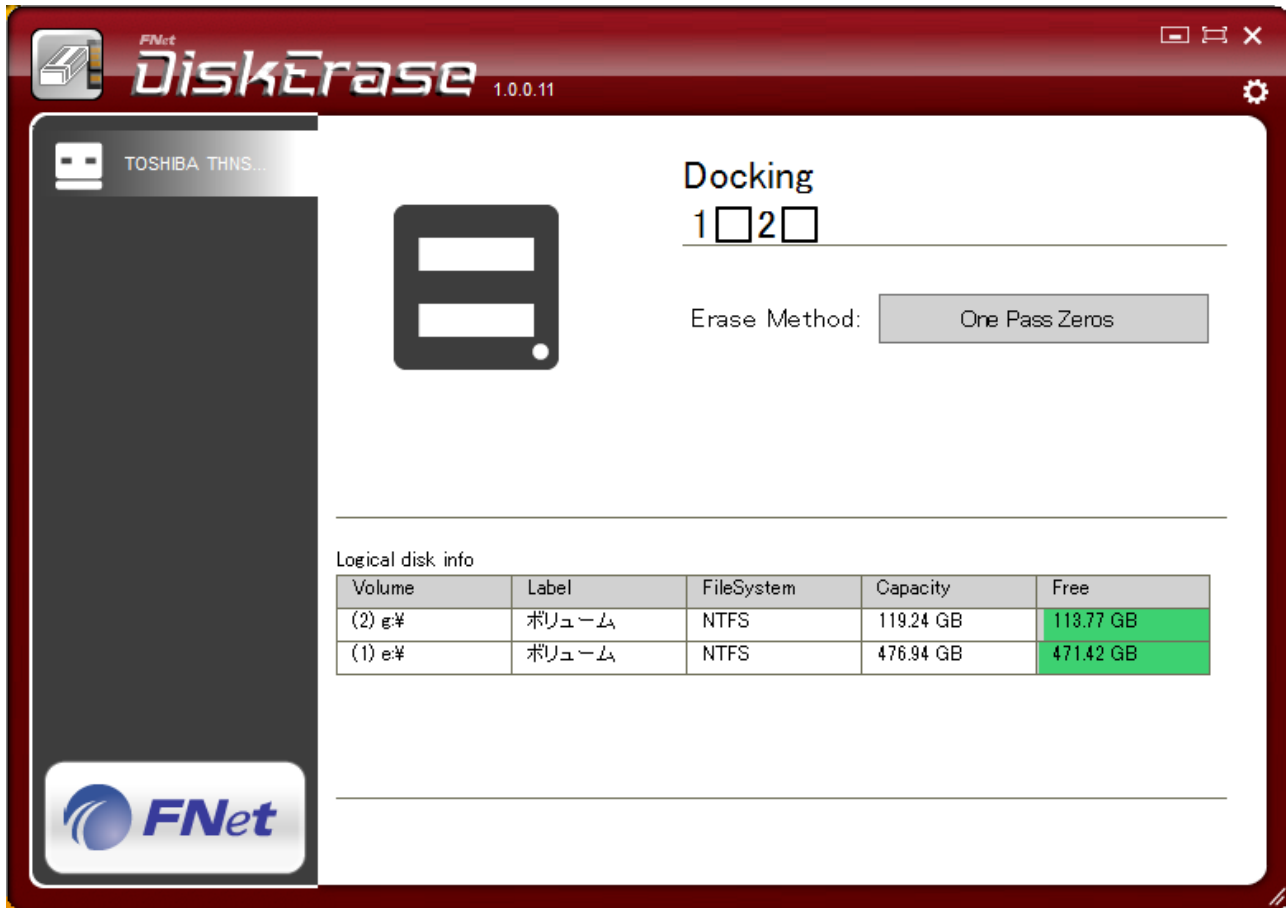 FNet
DiskErase 1.0.0.11
TOSHIBA THNS...
Docking
1 2
Erase Method: One Pass Zeros
Logical disk info
Volume Label FileSystem Capacity Free
(2) g:¥ ボリューム NTFS 119.24 GB 113.77 GB
(1) e:¥ ボリューム NTFS 476.94 GB 471.42 GB
FNet